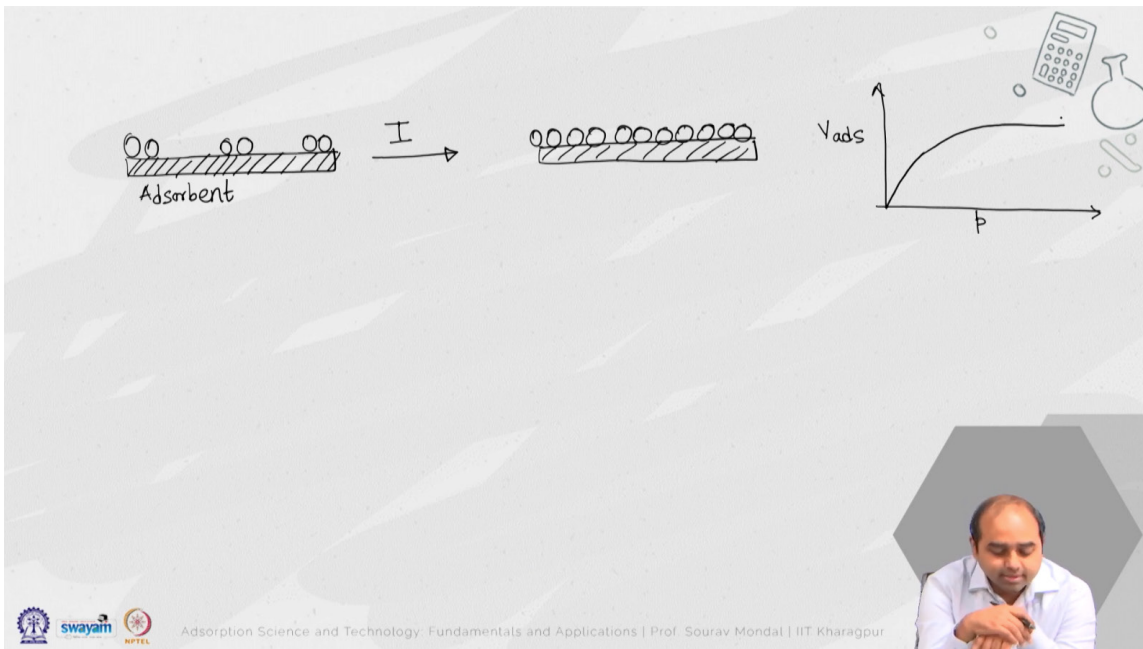 I
Adsorbent
Vads
p
swayam
NPTEL
Adsorption Science and Technology: Fundamentals and Applications | Prof. Sourav Mondal | IIT Kharagpur